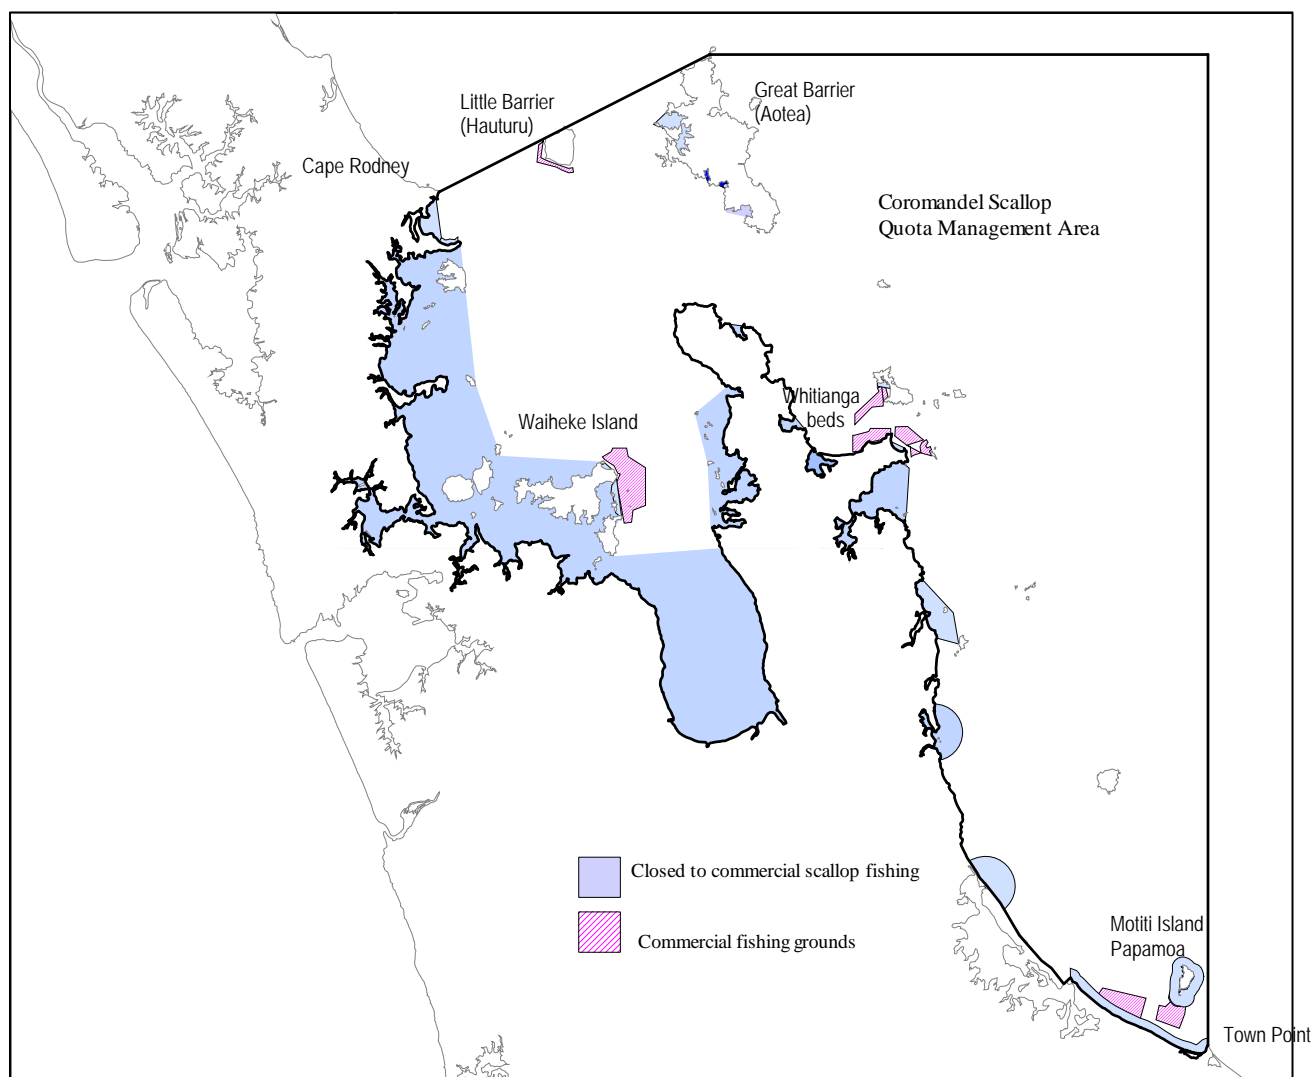 Great Barrier
(Aotea)
Little Barrier
(Hauturu)
Cape Rodney
Coromandel Scallop
Quota Management Area
Whitianga
beds
Waiheke Island
Closed to commercial scallop fishing
Commercial fishing grounds
Motiti Island
Papamoa
Town Point